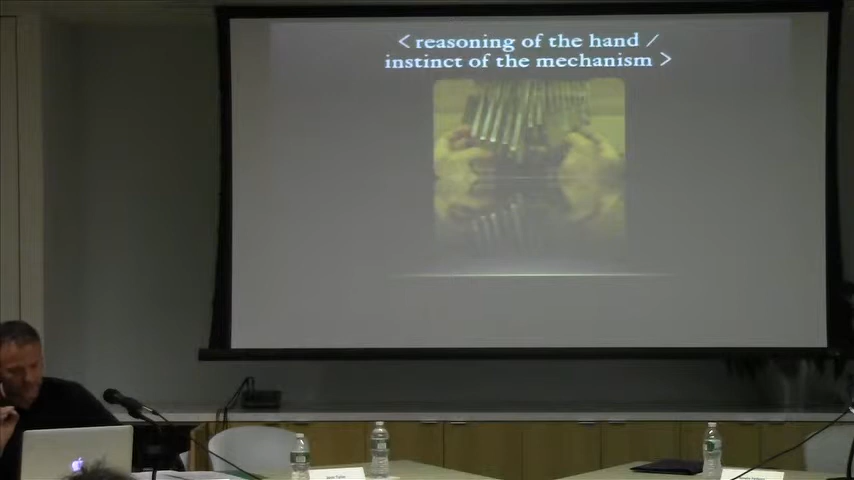 < reasoning of the hand /
instinct of the mechanism >